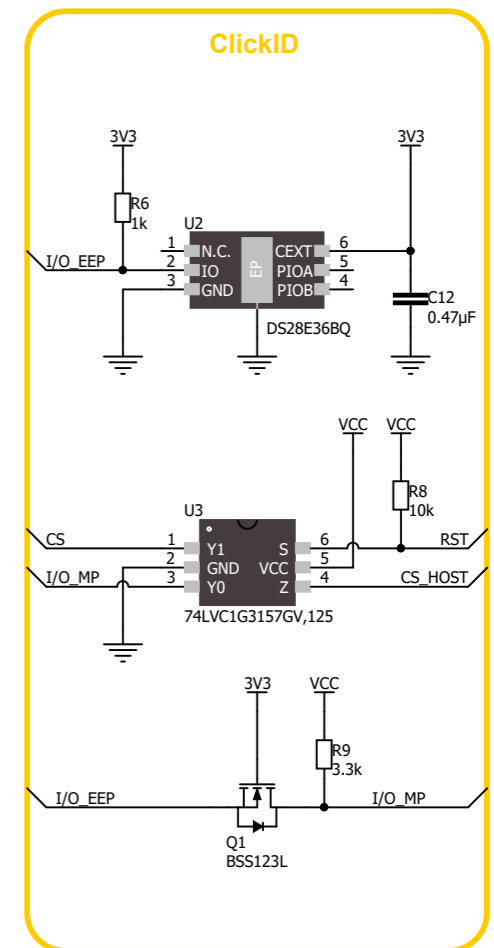 ClickID
3V3
3V3
R6
1k
U2
1 N.C. CEXT 6
I/O_EEP 2 IO EP PIOA 5
3 GND PIOB 4
DS28E36BQ
C12
0.47µF
VCC VCC
R8
10k
U3
CS 1 Y1 S 6 RST
2 GND VCC 5
I/O_MP 3 Y0 Z 4 CS_HOST
74LVC1G3157GV,125
3V3 VCC
R9
3.3k
I/O_EEP I/O_MP
Q1
BSS123L